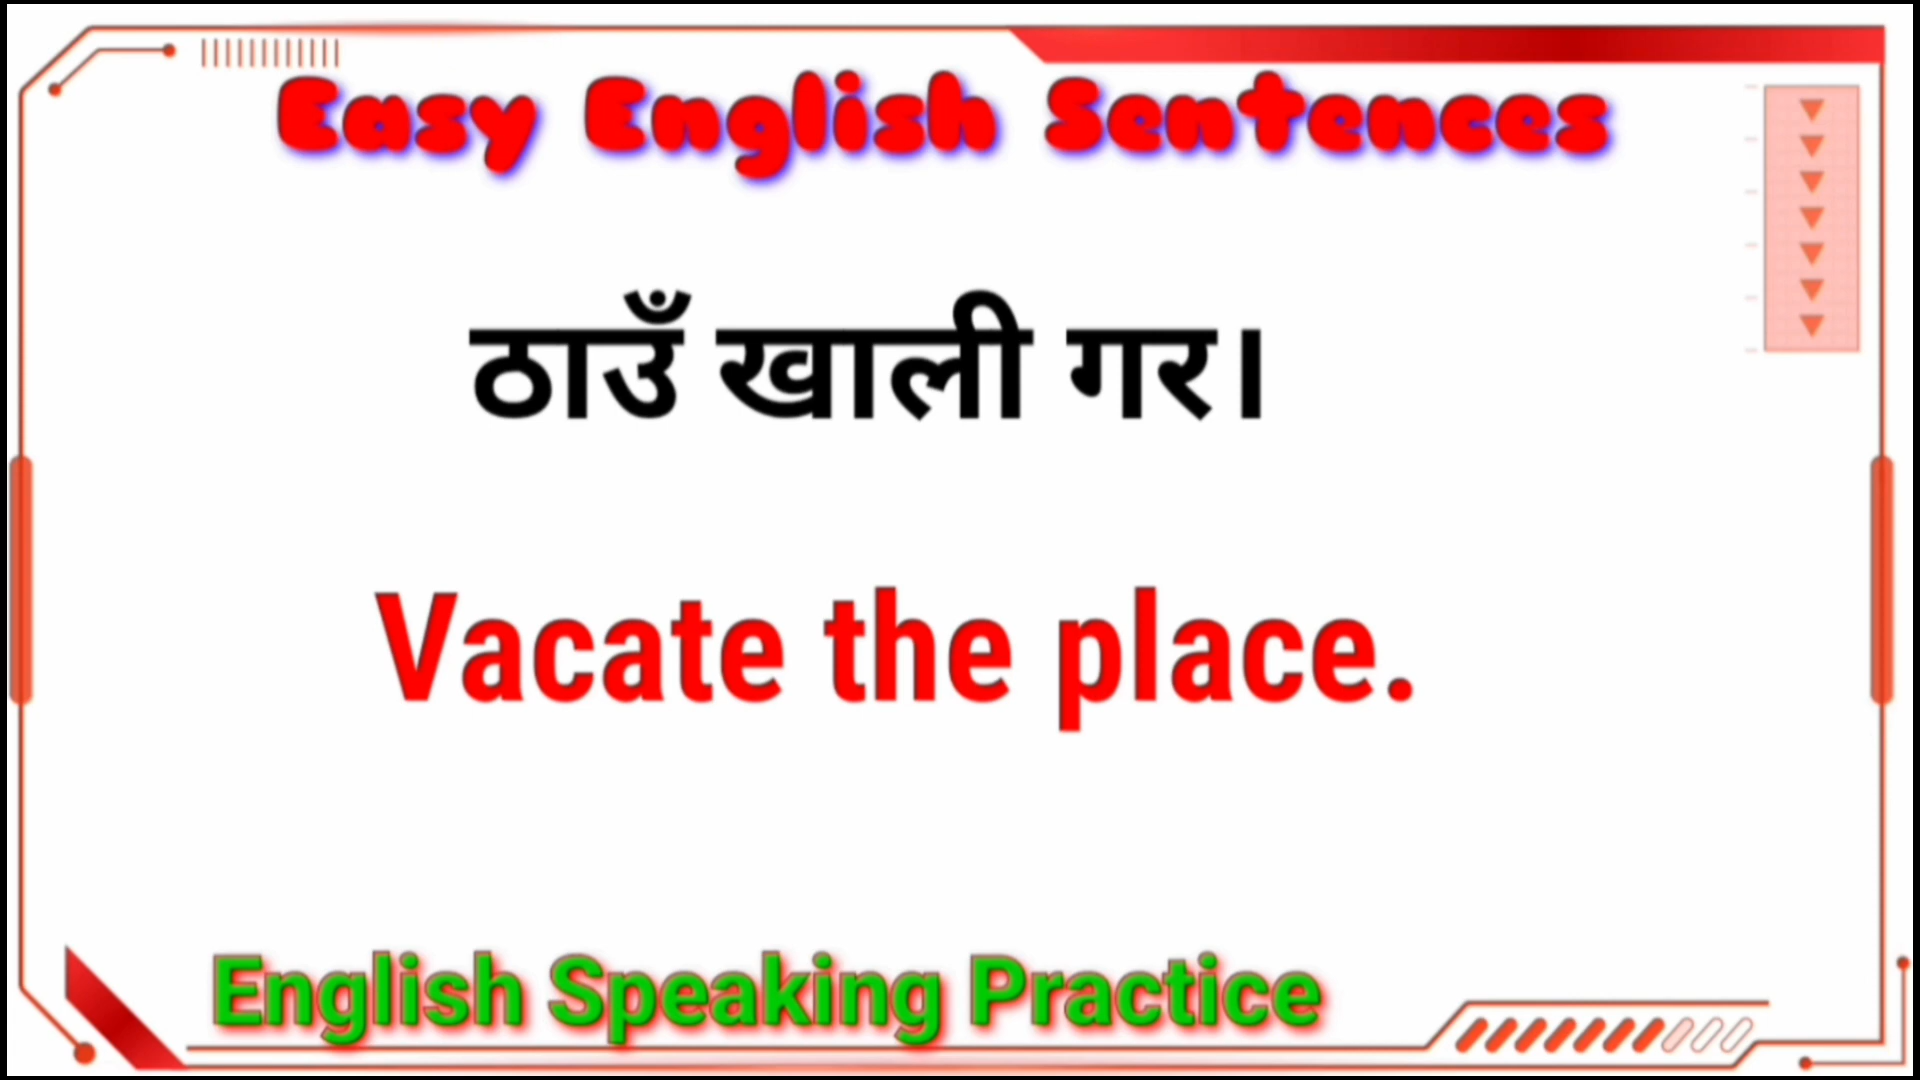 Easy English Sentences
ठाउँ खाली गर।
Vacate the place.
English Speaking Practice